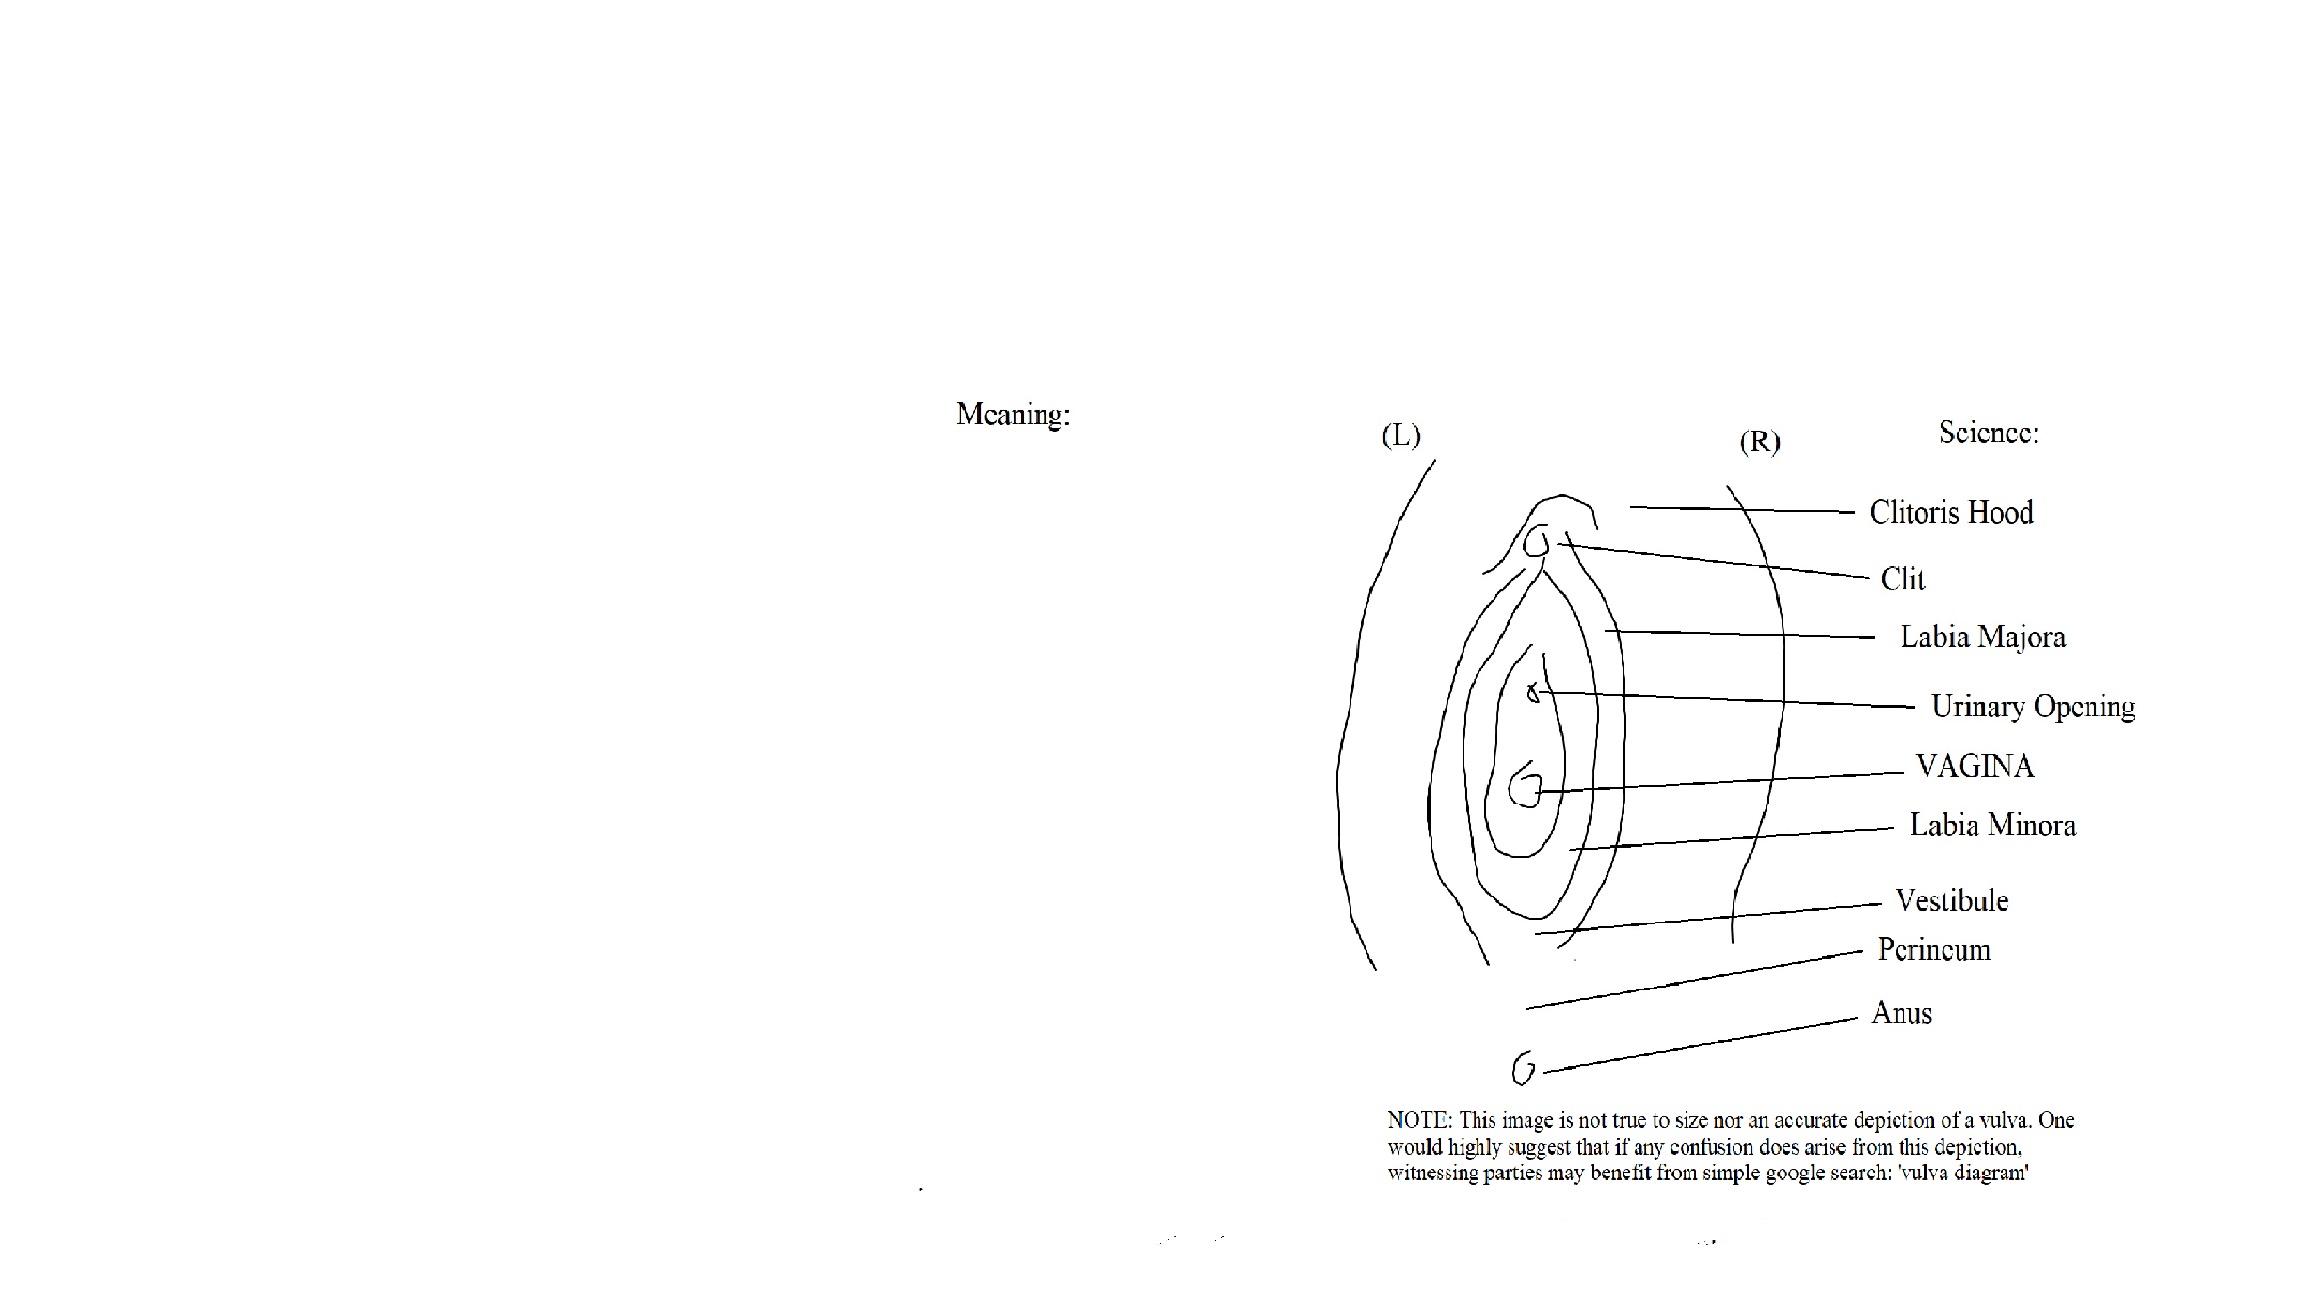 Meaning:
(L)
(R)
Science:
Clitoris Hood
Clit
Labia Majora
Urinary Opening
VAGINA
Labia Minora
Vestibule
Perineum
Anus
NOTE: This image is not true to size nor an accurate depiction of a vulva. One
would highly suggest that if any confusion does arise from this depiction,
witnessing parties may benefit from simple google search: 'vulva diagram'